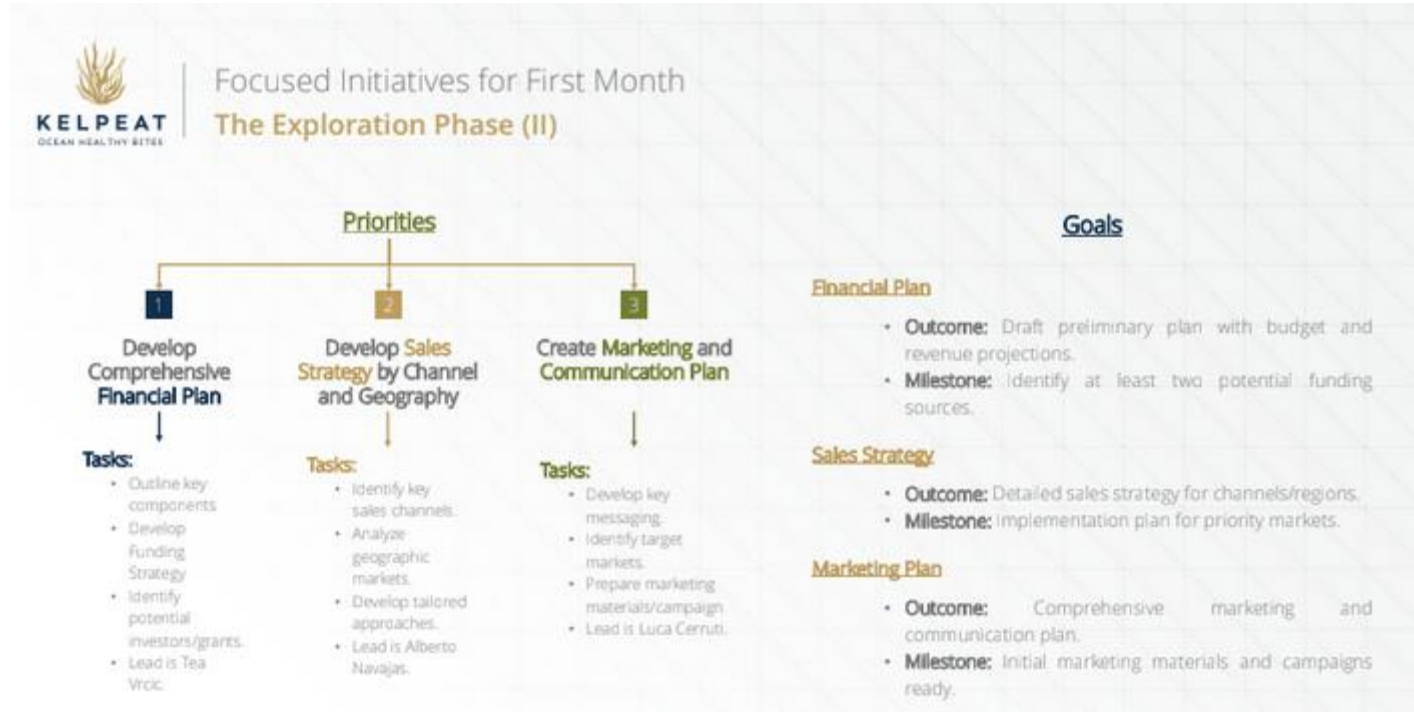 KELPEAT
OCEAN HEALTHY BITES
Focused Initiatives for First Month
The Exploration Phase (II)
Priorities
1
Develop
Comprehensive
Financial Plan
Tasks:
• Outline key
components
• Develop
Funding
Strategy
• Identify
potential
investors/grants.
• Lead is Tea
Vrcic.
2
Develop Sales
Strategy by Channel
and Geography
Tasks:
• Identify key
sales channels.
• Analyze
geographic
markets.
• Develop tailored
approaches.
• Lead is Alberto
Navajas.
3
Create Marketing and
Communication Plan
Tasks:
• Develop key
messaging.
• Identify target
markets.
• Prepare marketing
materials/campaign
• Lead is Luca Cerruti.
Goals
Financial Plan
• Outcome: Draft preliminary plan with budget and
revenue projections.
• Milestone: Identify at least two potential funding
sources.
Sales Strategy
• Outcome: Detailed sales strategy for channels/regions.
• Milestone: Implementation plan for priority markets.
Marketing Plan
• Outcome: Comprehensive marketing and
communication plan.
• Milestone: Initial marketing materials and campaigns
ready.